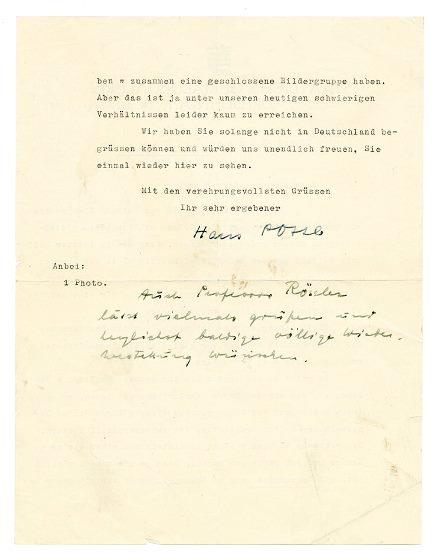 ben " zusammen eine geschlossene Bildergruppe haben.
Aber das ist ja unter unseren heutigen schwierigen
Verhältnissen leider kaum zu erreichen.
Wir haben Sie solange nicht in Deutschland be-
grüssen können und würden uns unendlich freuen, Sie
einmal wieder hier zu sehen.
Mit den verehrungsvollsten Grüssen
Ihr sehr ergebener
Hans Posse
Anbei:
1 Photo.
Auch Professor Rösler
lässt vielmals grüßen und
herzlichst baldige völlige Wieder-
herstellung wünschen.